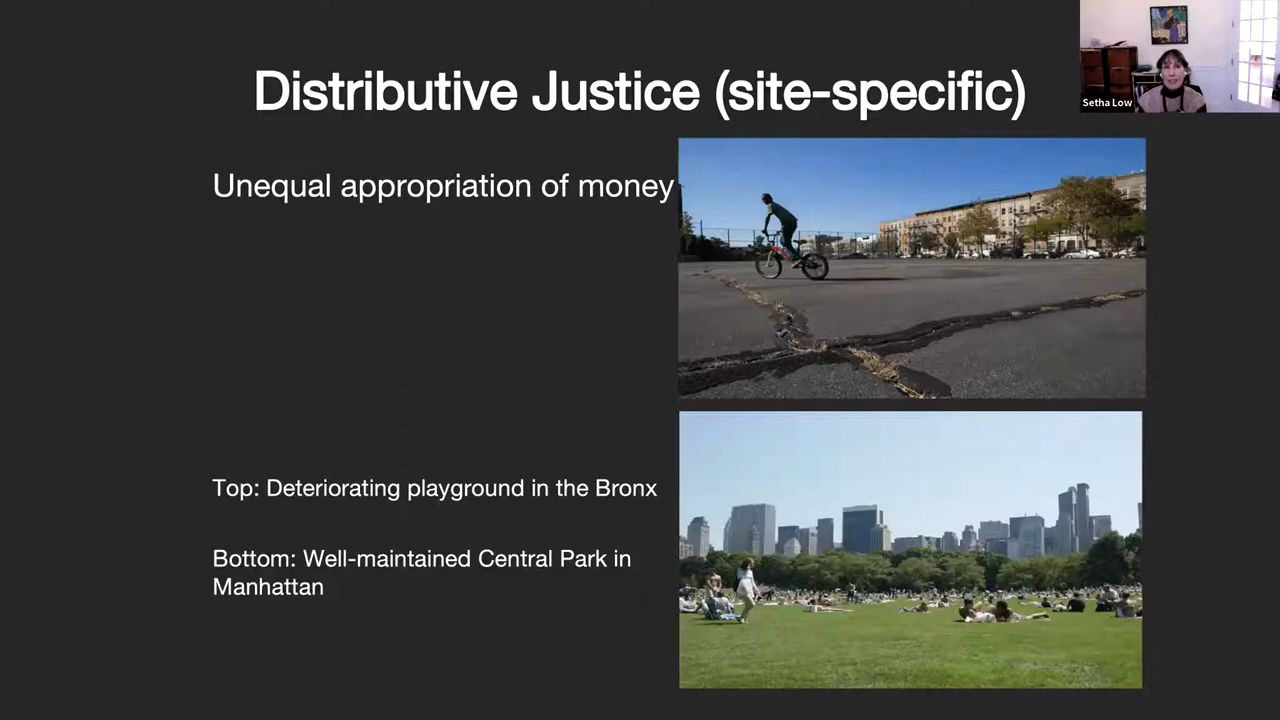 Distributive Justice (site-specific)
Setha Low
Unequal appropriation of money
Top: Deteriorating playground in the Bronx
Bottom: Well-maintained Central Park in
Manhattan